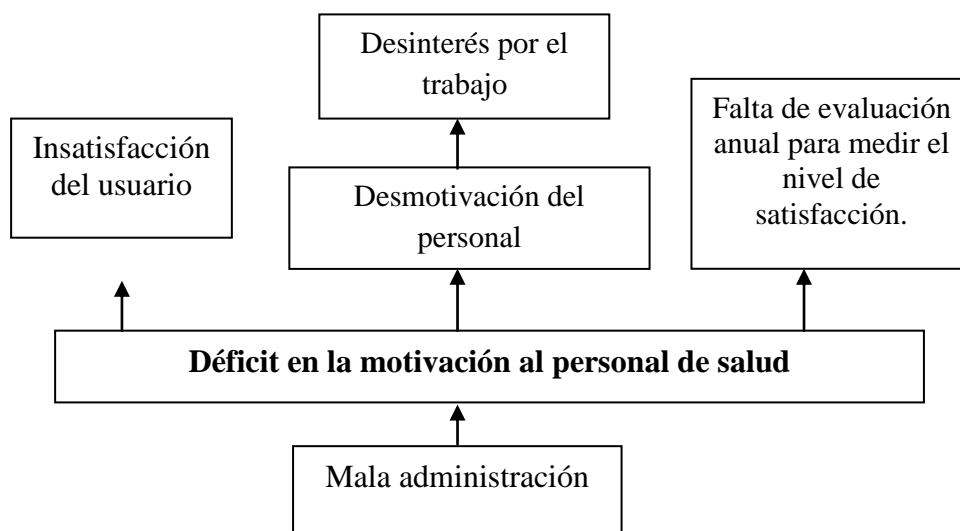 Desinterés por el
trabajo
Insatisfacción
del usuario
Desmotivación del
personal
Falta de evaluación
anual para medir el
nivel de
satisfacción.
Déficit en la motivación al personal de salud
Mala administración